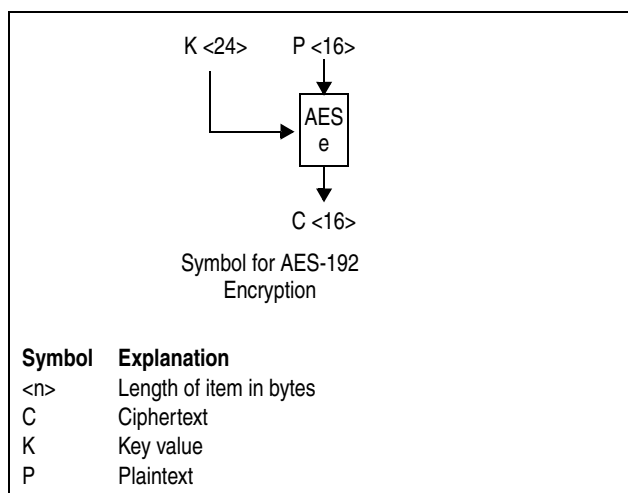 K <24> P <16>
AES
e
C <16>
Symbol for AES-192
Encryption
Symbol Explanation
<n> Length of item in bytes
C Ciphertext
K Key value
P Plaintext